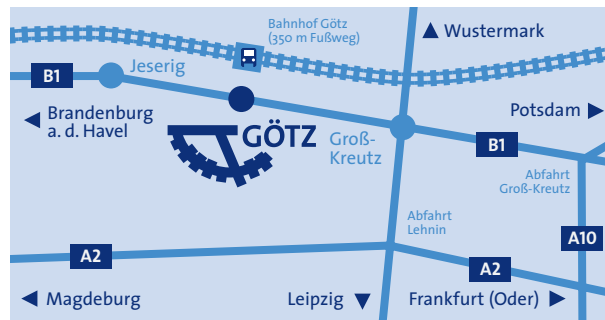 Bahnhof Götz
(350 m Fußweg)
Wustermark
Jeserig
B1
Brandenburg
a. d. Havel
GÖTZ
Groß-
Kreutz
Potsdam
B1
Abfahrt
Groß-Kreutz
Abfahrt
Lehnin
A10
A2
A2
Magdeburg
Leipzig
Frankfurt (Oder)